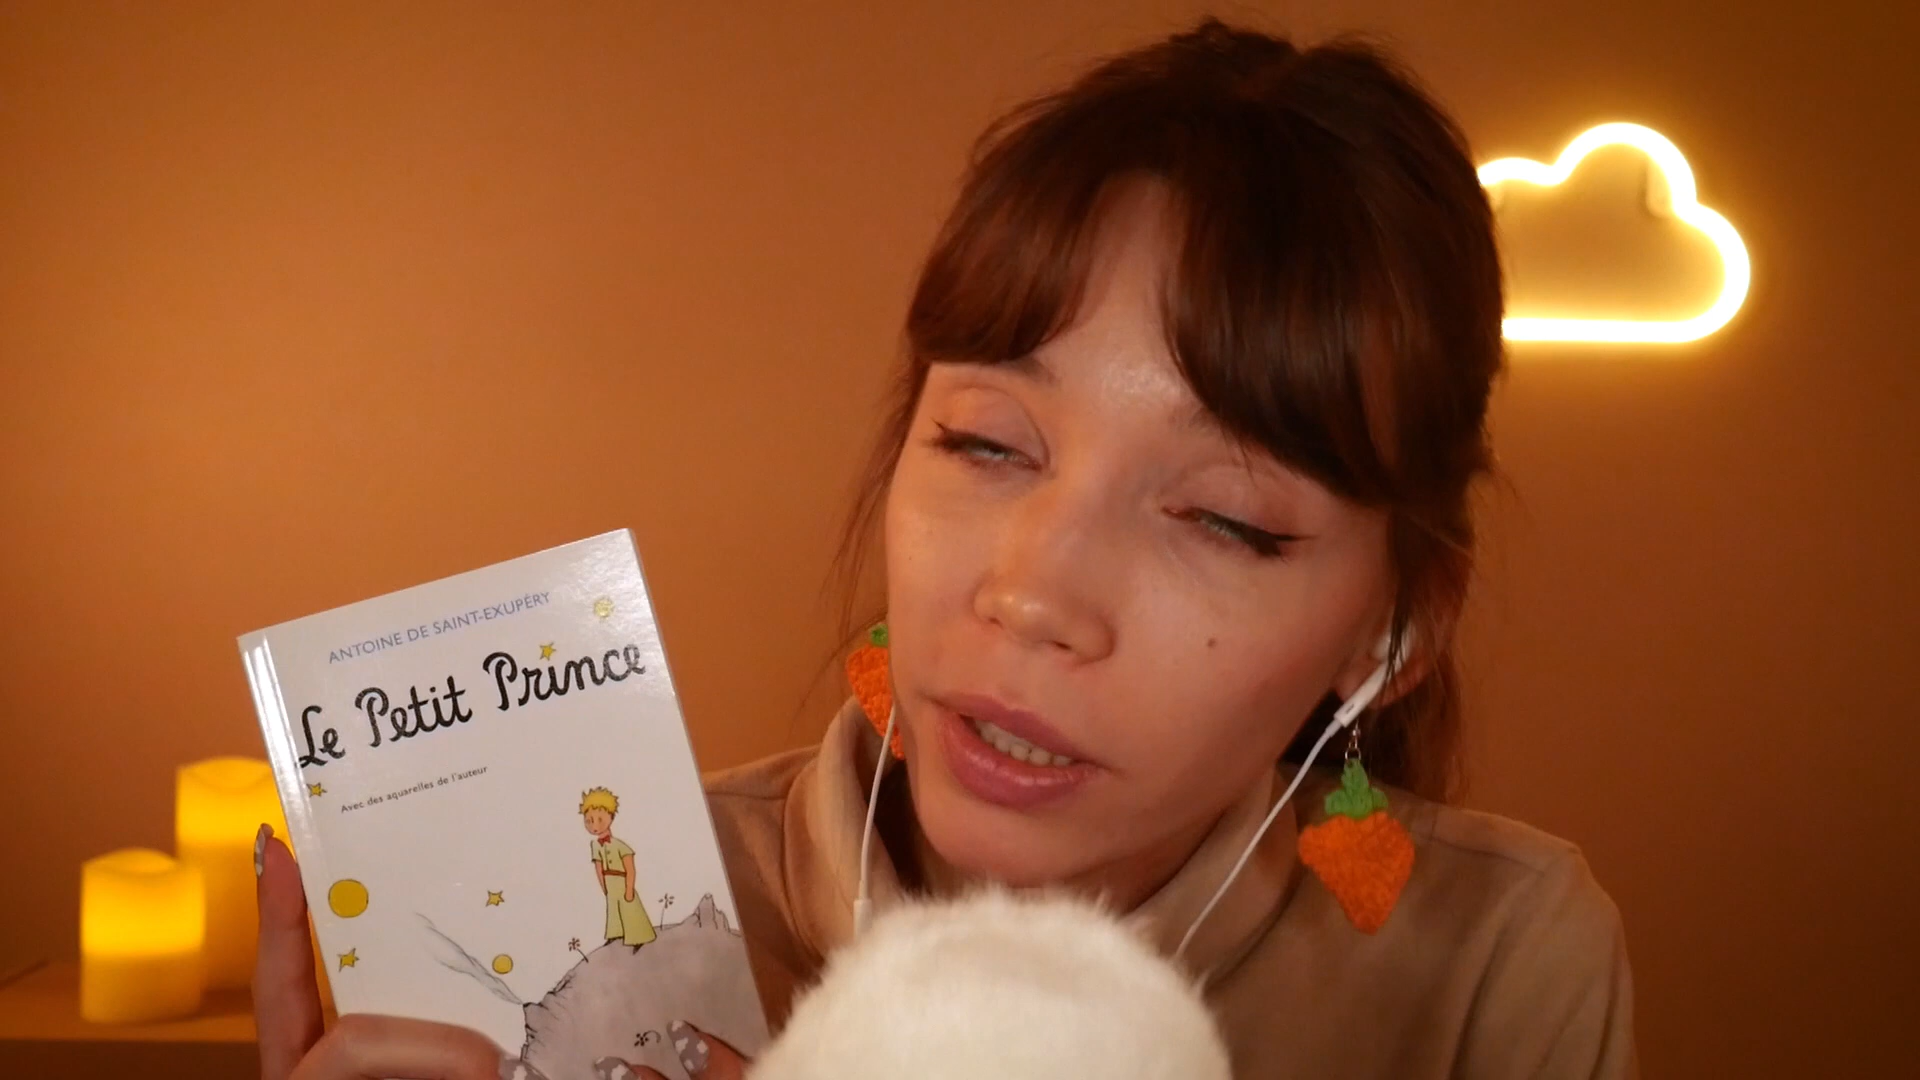 ANTOINE DE SAINT-EXUPÉRY
Le Petit Prince
Avec des aquarelles de l'auteur